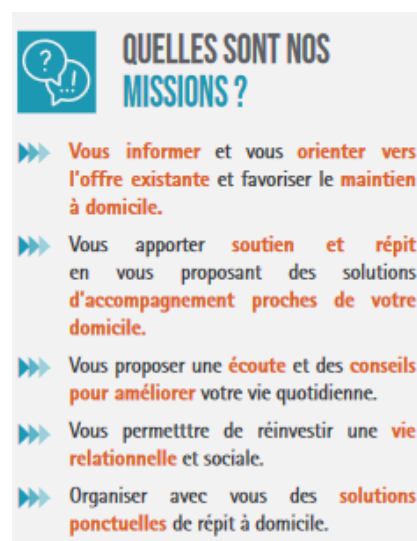 ? !!
QUELLES SONT NOS
MISSIONS ?
Vous informer et vous orienter vers
l'offre existante et favoriser le maintien
à domicile.
Vous apporter soutien et répit
en vous proposant des solutions
d'accompagnement proches de votre
domicile.
Vous proposer une écoute et des conseils
pour améliorer votre vie quotidienne.
Vous permetttre de réinvestir une vie
relationnelle et sociale.
Organiser avec vous des solutions
ponctuelles de répit à domicile.